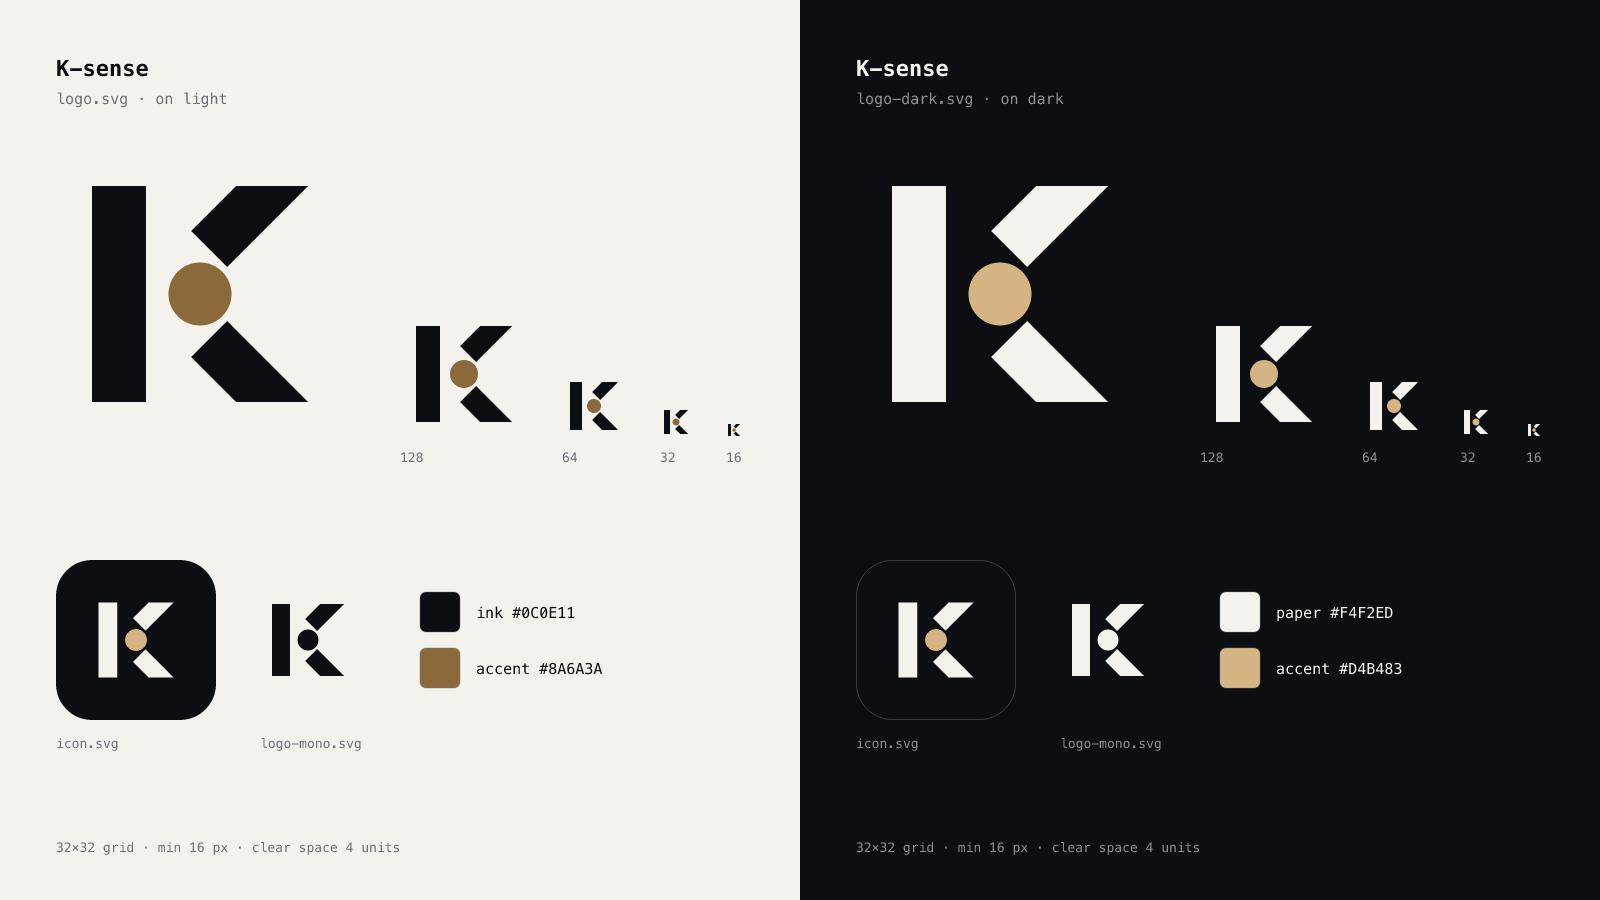 K-sense
logo.svg · on light
128
64
32
16
ink #0C0E11
accent #8A6A3A
icon.svg
logo-mono.svg
32×32 grid · min 16 px · clear space 4 units
K-sense
logo-dark.svg · on dark
128
64
32
16
paper #F4F2ED
accent #D4B483
icon.svg
logo-mono.svg
32×32 grid · min 16 px · clear space 4 units